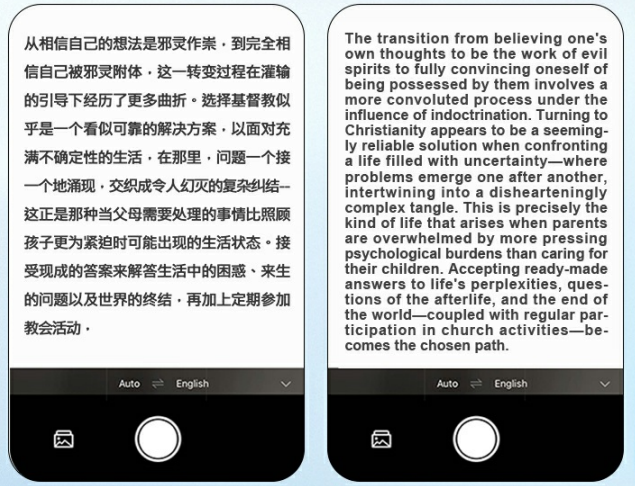 从相信自己的想法是邪灵作祟，到完全相
信自己被邪灵附体，这一转变过程在灌输
的引导下经历了更多曲折。选择基督教似
乎是一个看似可靠的解决方案，以面对充
满不确定性的生活，在那里，问题一个接
一个地涌现，交织成令人幻灭的复杂纠结--
这正是那种当父母需要处理的事情比照顾
孩子更为紧迫时可能出现的生活状态。接
受现成的答案来解答生活中的困惑、来生
的问题以及世界的终结，再加上定期参加
教会活动，
Auto ⇌ English
The transition from believing one's
own thoughts to be the work of evil
spirits to fully convincing oneself of
being possessed by them involves a
more convoluted process under the
influence of indoctrination. Turning to
Christianity appears to be a seeming-
ly reliable solution when confronting
a life filled with uncertainty—where
problems emerge one after another,
intertwining into a dishearteningly
complex tangle. This is precisely the
kind of life that arises when parents
are overwhelmed by more pressing
psychological burdens than caring for
their children. Accepting ready-made
answers to life's perplexities, ques-
tions of the afterlife, and the end of
the world—coupled with regular par-
ticipation in church activities—be-
comes the chosen path.
Auto ⇌ English